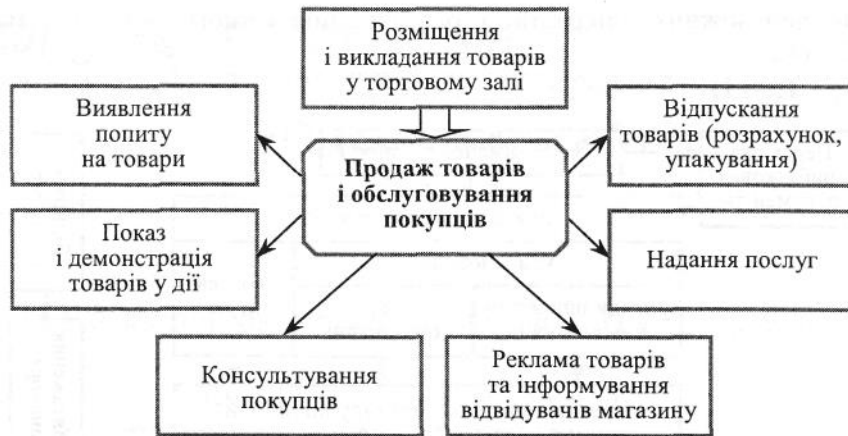 Розміщення
і викладання товарів
у торговому залі
Виявлення
попиту
на товари
Відпускання
товарів (розрахунок,
упакування)
Продаж товарів
і обслуговування
покупців
Показ
і демонстрація
товарів у дії
Надання послуг
Консультування
покупців
Реклама товарів
та інформування
відвідувачів магазину